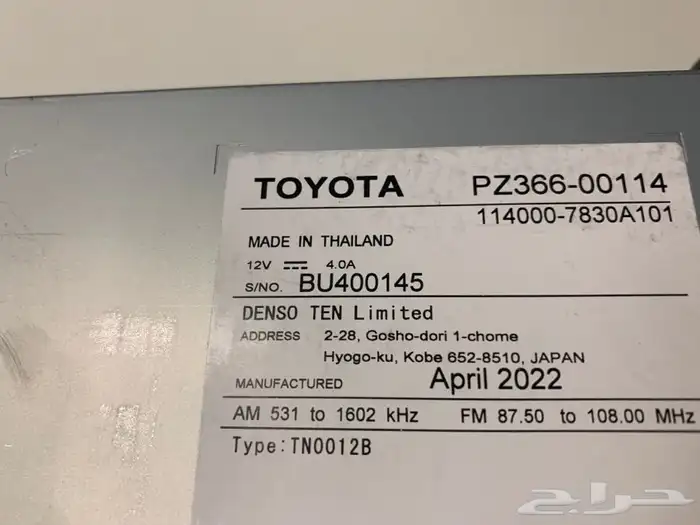 TOYOTA PZ366-00114
114000-7830A101
MADE IN THAILAND
12V ⎓ 4.0A
S/NO. BU400145
DENSO TEN Limited
ADDRESS 2-28, Gosho-dori 1-chome
Hyogo-ku, Kobe 652-8510, JAPAN
MANUFACTURED April 2022
AM 531 to 1602 kHz FM 87.50 to 108.00 MHz
Type:TN0012B
حراج